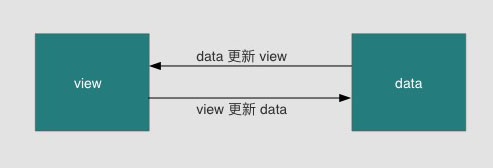 data 更新 view
view
data
view 更新 data